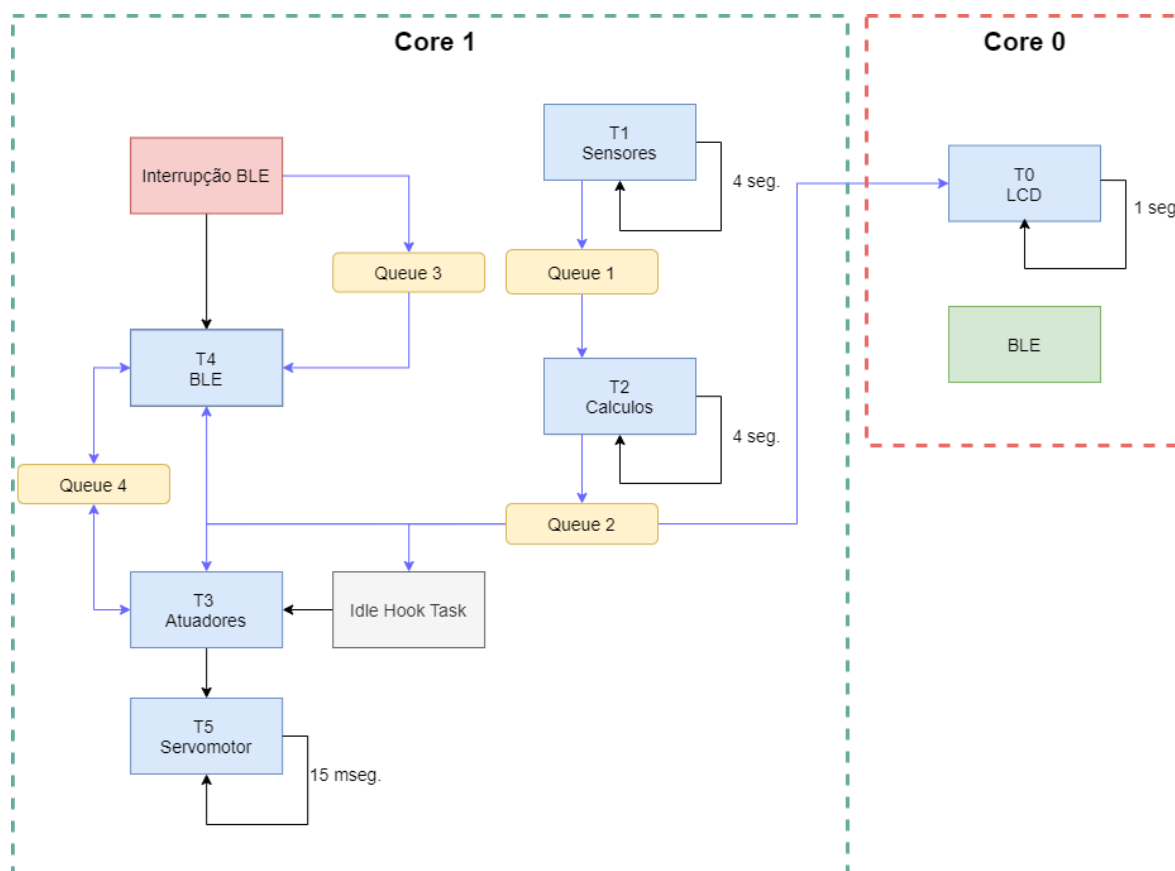 Core 1
Core 0
T1
Sensores
Interrupção BLE
4 seg.
T0
LCD
1 seg
Queue 3
Queue 1
BLE
T4
BLE
T2
Calculos
4 seg.
Queue 4
Queue 2
T3
Atuadores
Idle Hook Task
T5
Servomotor
15 mseg.